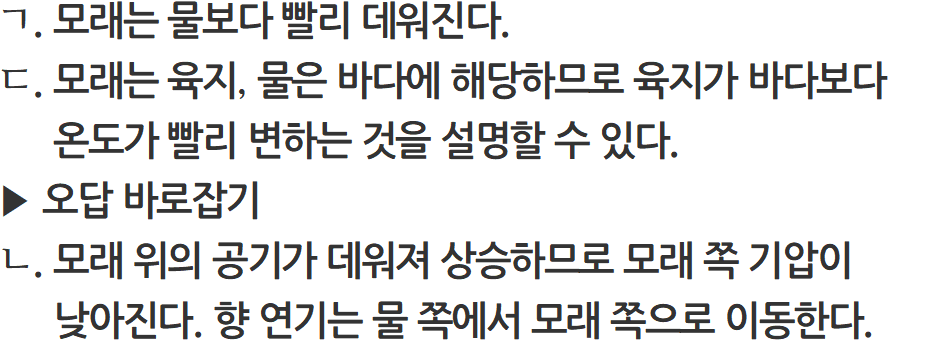 ㄱ. 모래는 물보다 빨리 데워진다.
ㄷ. 모래는 육지, 물은 바다에 해당하므로 육지가 바다보다
온도가 빨리 변하는 것을 설명할 수 있다.
▶ 오답 바로잡기
ㄴ. 모래 위의 공기가 데워져 상승하므로 모래 쪽 기압이
낮아진다. 향 연기는 물 쪽에서 모래 쪽으로 이동한다.